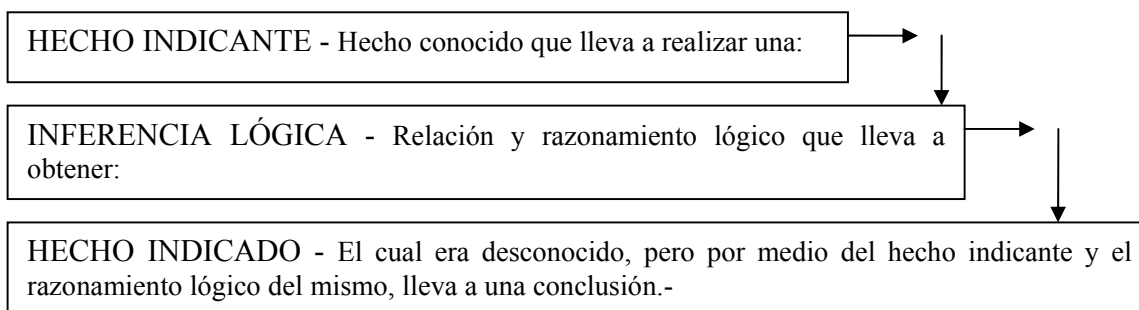 HECHO INDICANTE - Hecho conocido que lleva a realizar una:
INFERENCIA LÓGICA - Relación y razonamiento lógico que lleva a
obtener:
HECHO INDICADO - El cual era desconocido, pero por medio del hecho indicante y el
razonamiento lógico del mismo, lleva a una conclusión.-